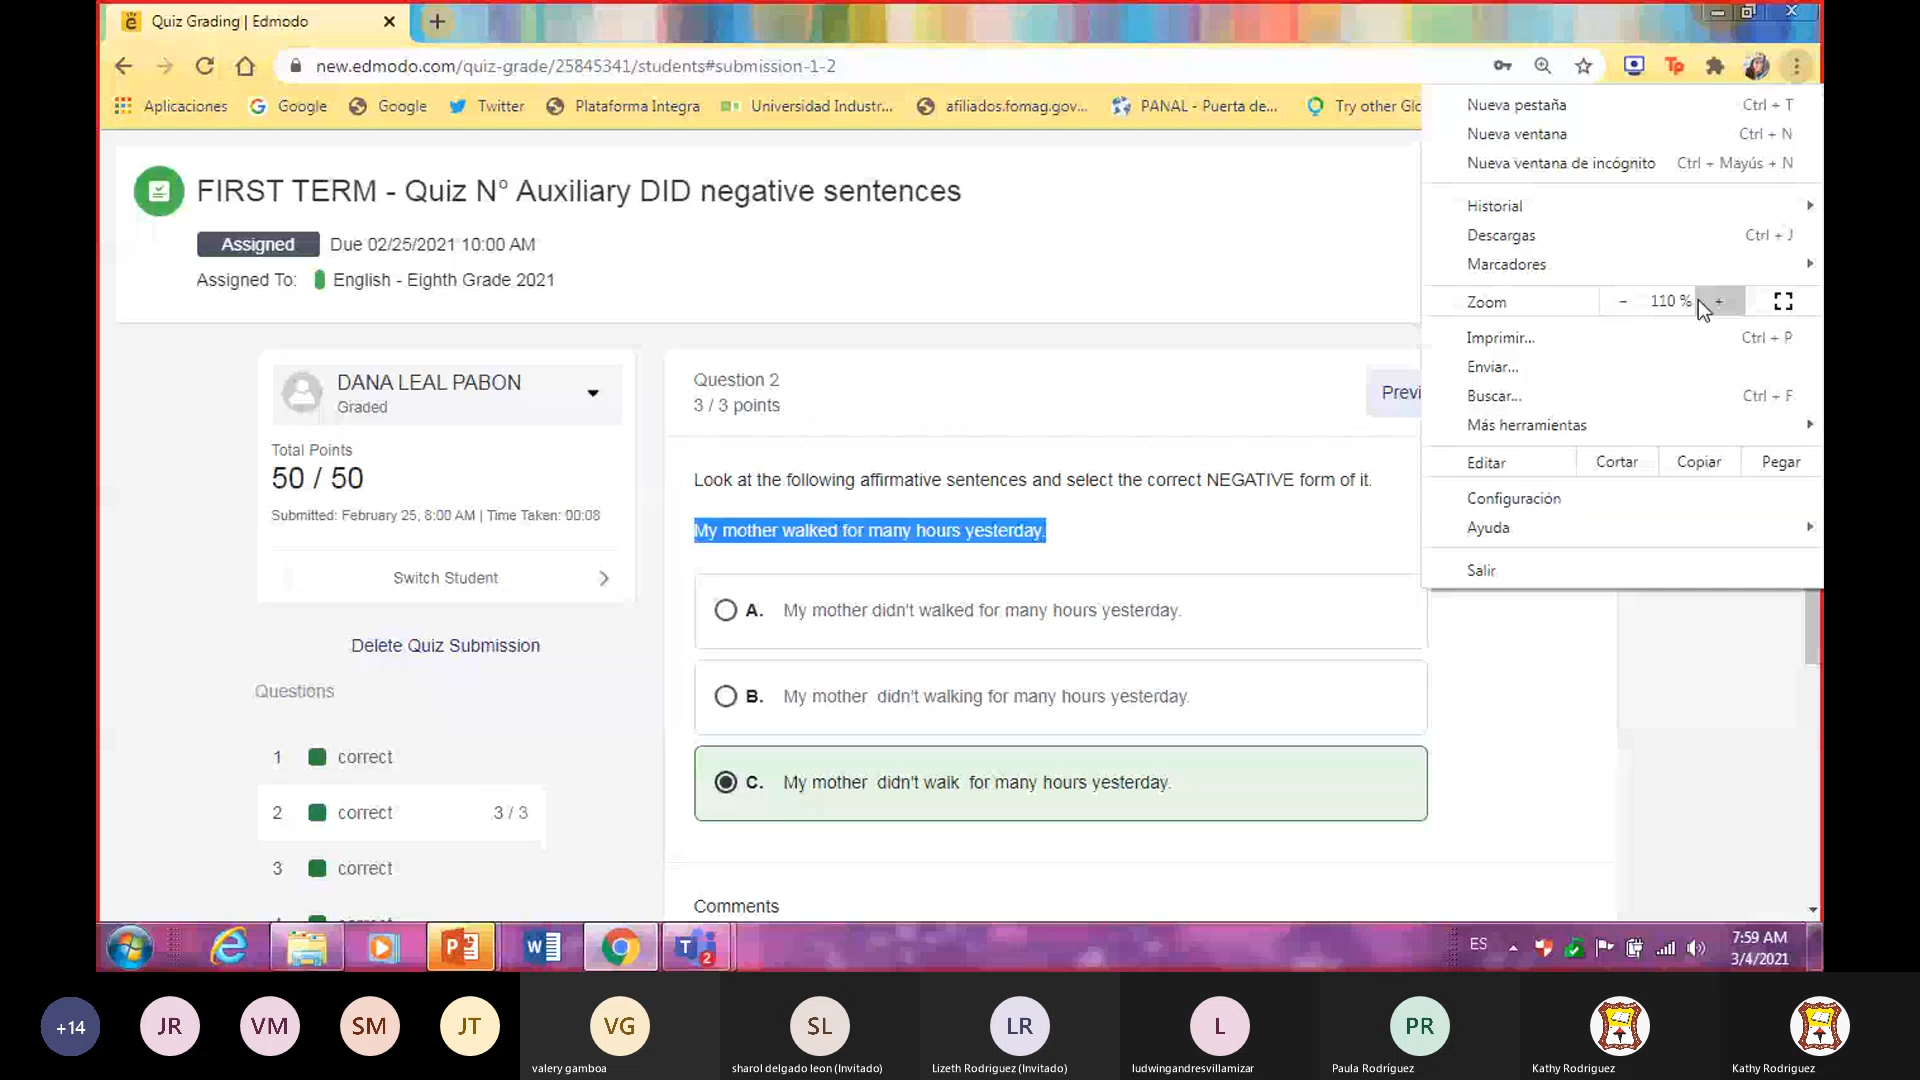 Quiz Grading | Edmodo
new.edmodo.com/quiz-grade/25845341/students#submission-1-2
Aplicaciones
Google
Google
Twitter
Plataforma Integra
Universidad Industr...
afiliados.fomag.gov...
PANAL - Puerta de...
Try other Glo
Nueva pestaña Ctrl + T
Nueva ventana Ctrl + N
Nueva ventana de incógnito Ctrl + Mayús + N
Historial
Descargas Ctrl + J
Marcadores
Zoom - 110 % +
Imprimir... Ctrl + P
Enviar...
Buscar... Ctrl + F
Más herramientas
Editar Cortar Copiar Pegar
Configuración
Ayuda
Salir
FIRST TERM - Quiz N° Auxiliary DID negative sentences
Assigned Due 02/25/2021 10:00 AM
Assigned To: English - Eighth Grade 2021
DANA LEAL PABON
Graded
Total Points
50 / 50
Submitted: February 25, 8:00 AM | Time Taken: 00:08
Switch Student
Delete Quiz Submission
Questions
1 correct
2 correct 3 / 3
3 correct
Question 2
3 / 3 points
Previ
Look at the following affirmative sentences and select the correct NEGATIVE form of it.
My mother walked for many hours yesterday.
A. My mother didn't walked for many hours yesterday.
B. My mother didn't walking for many hours yesterday.
C. My mother didn't walk for many hours yesterday.
Comments
ES
7:59 AM
3/4/2021
2
+14
JR
VM
SM
JT
VG
valery gamboa
SL
sharol delgado leon (Invitado)
LR
Lizeth Rodriguez (Invitado)
L
ludwingandresvillamizar
PR
Paula Rodríguez
Kathy Rodriguez
Kathy Rodriguez